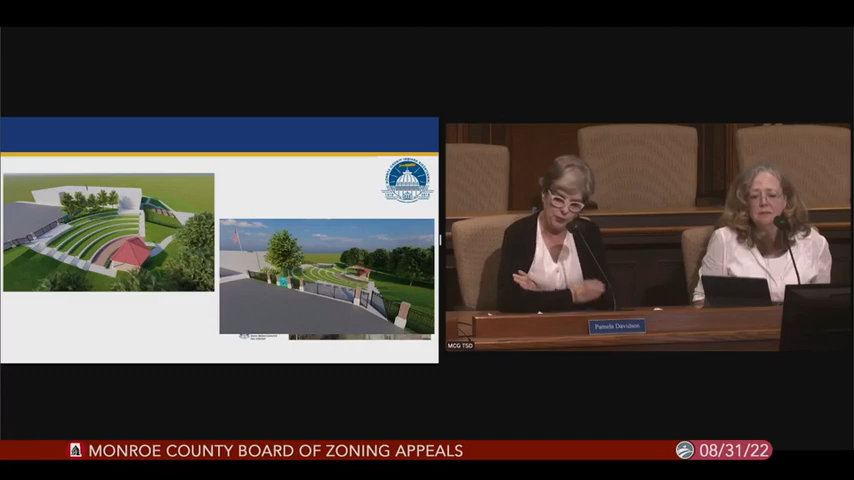 Pamela Davidson
MCG TSD
MONROE COUNTY BOARD OF ZONING APPEALS
08/31/22